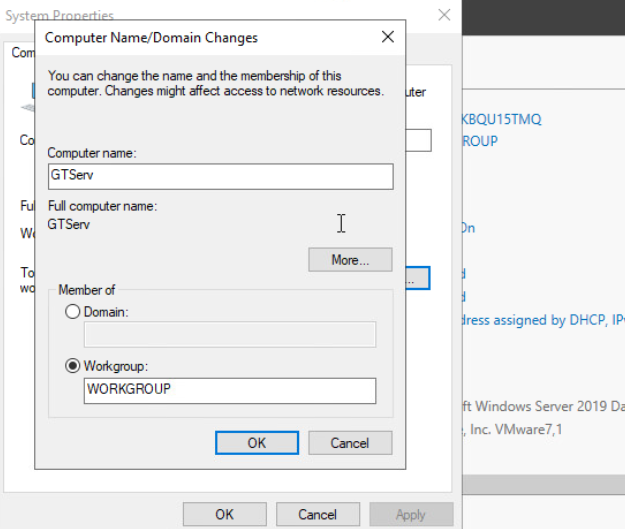 System Properties
Computer Name/Domain Changes
You can change the name and the membership of this
computer. Changes might affect access to network resources.
Computer name:
GTServ
Full computer name:
GTServ
More...
Member of
Domain:
Workgroup:
WORKGROUP
OK Cancel
OK Cancel Apply
Com
uter
Co
Fu
Wo
To
wo
...
KBQU15TMQ
ROUP
On
d
d
dress assigned by DHCP, IP
ft Windows Server 2019 Da
, Inc. VMware7,1